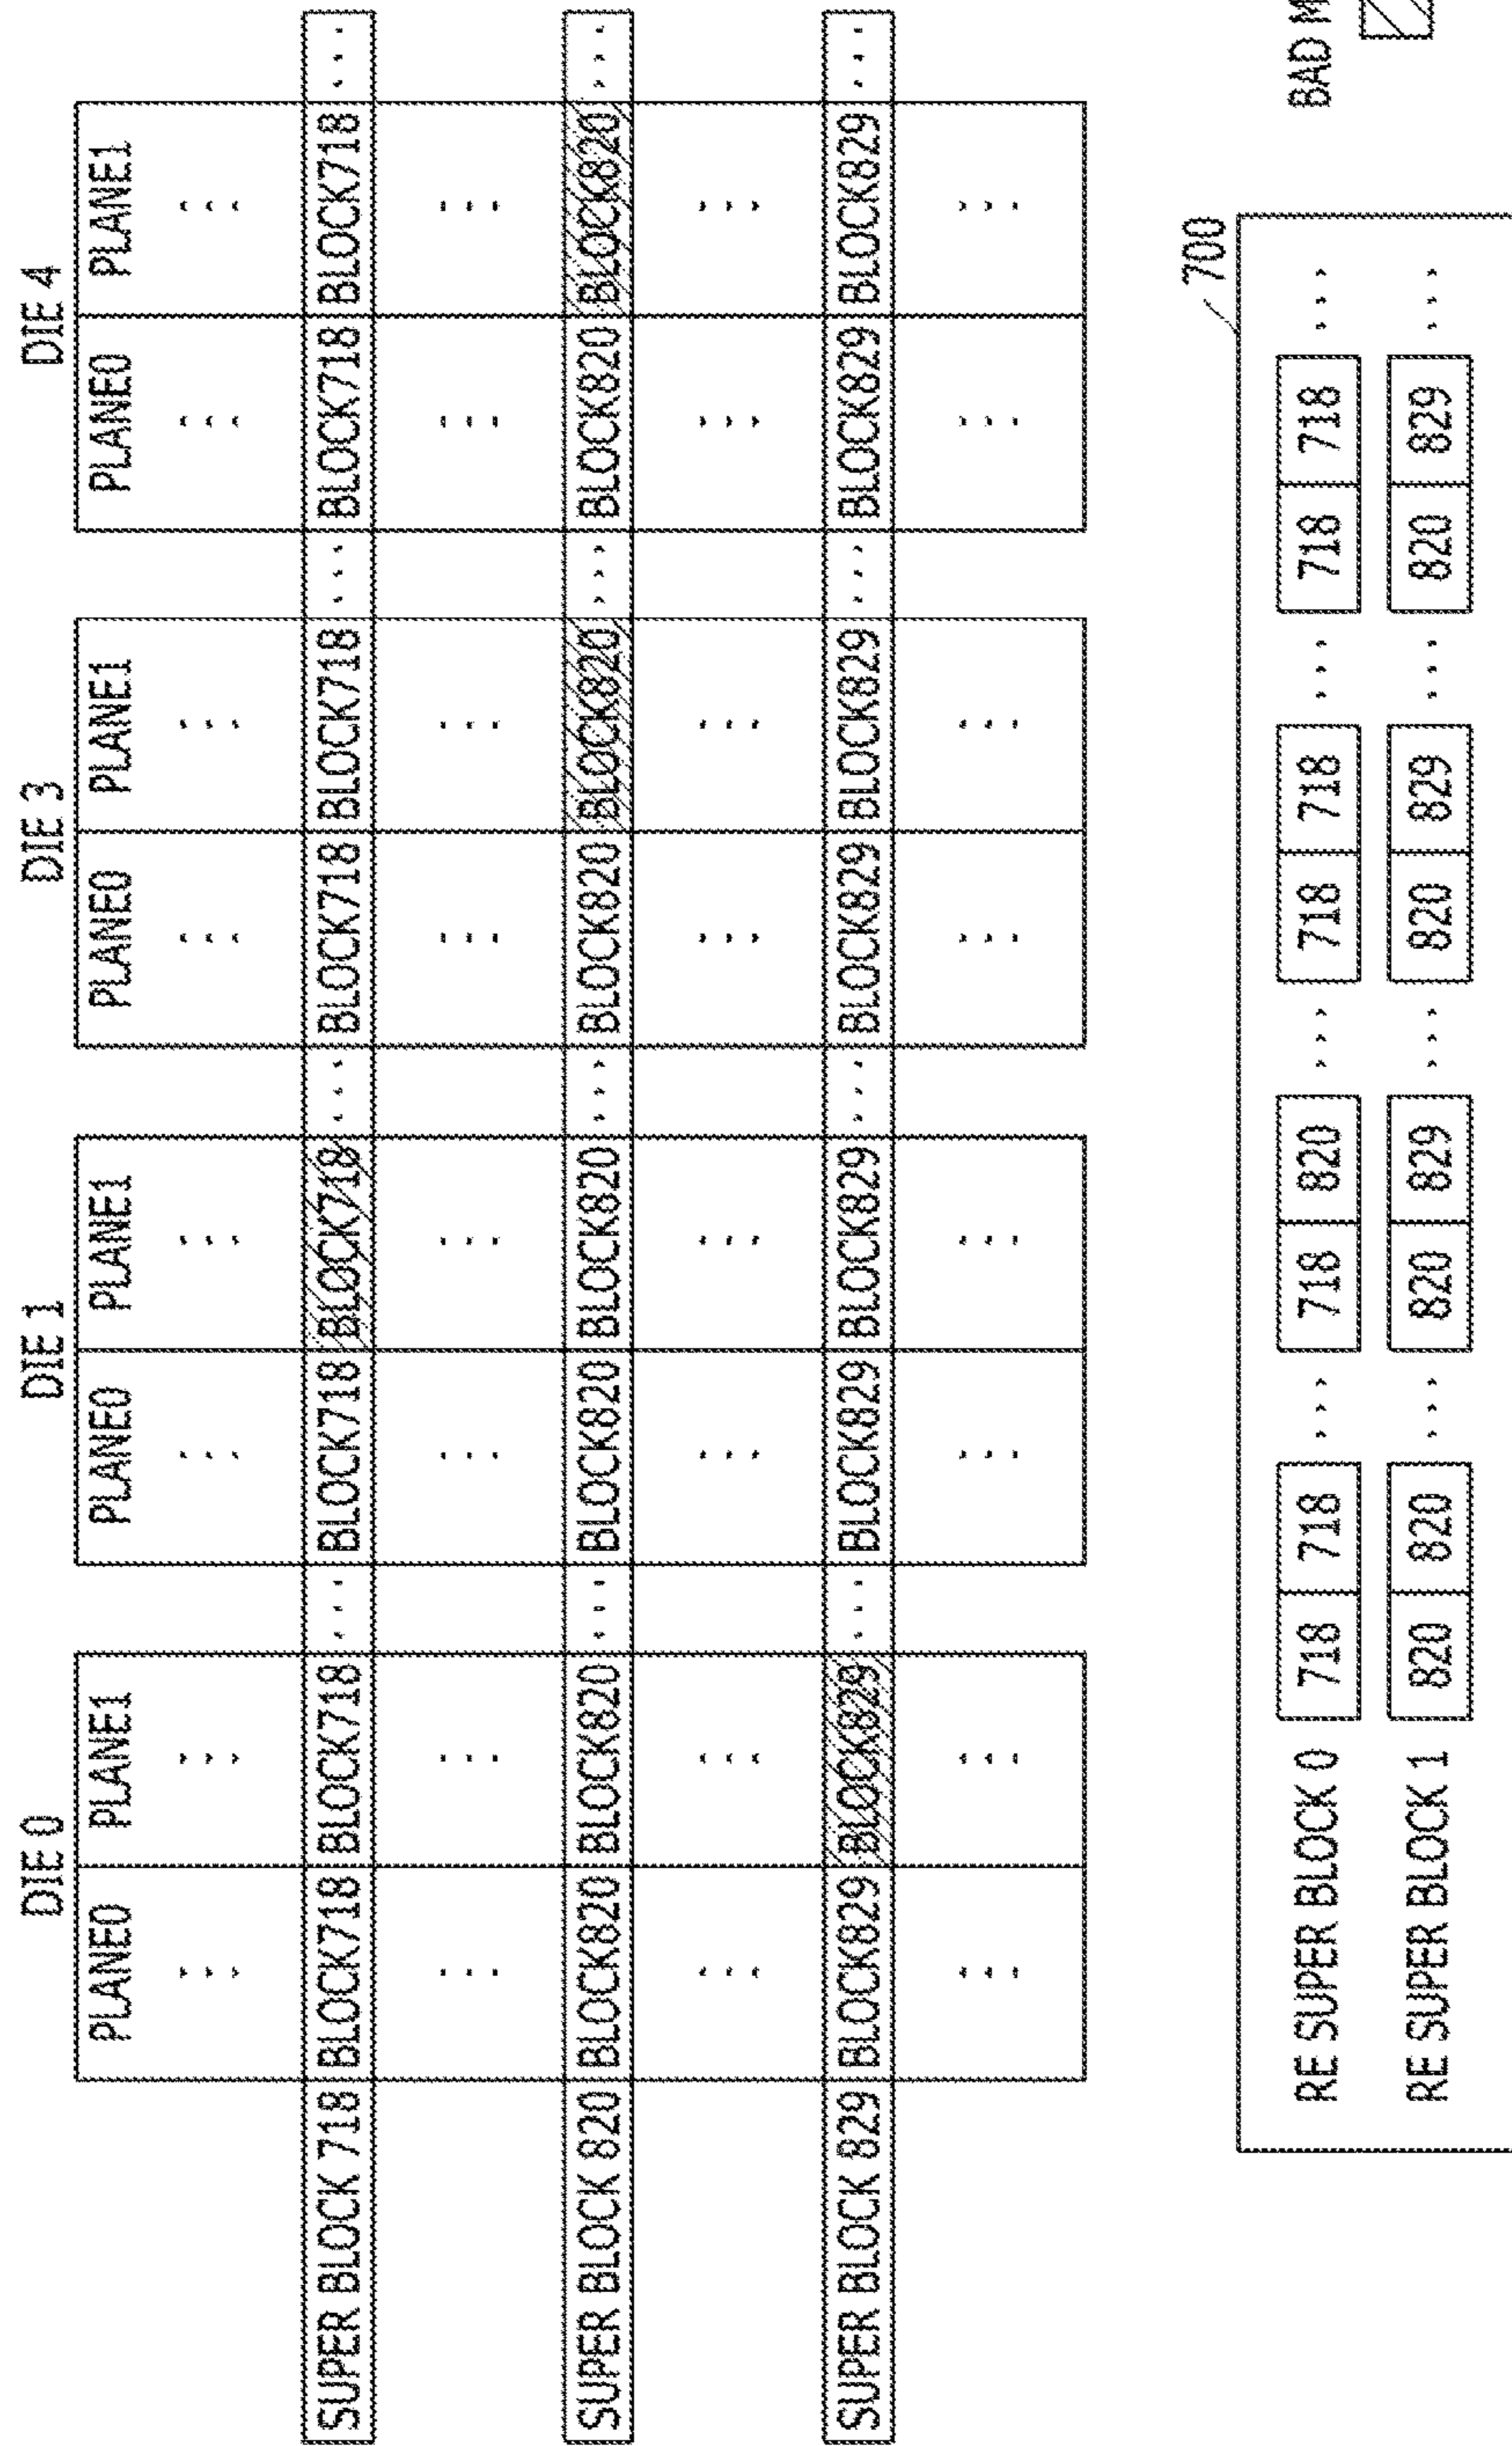 DIE 0 DIE 1 DIE 3 DIE 4
PLANE0 PLANE1 PLANE0 PLANE1 PLANE0 PLANE1 PLANE0 PLANE1
... ... ... ... ... ... ... ...
SUPER BLOCK 718 BLOCK718 BLOCK718 ... BLOCK718 BLOCK718 ... BLOCK718 BLOCK718 ... BLOCK718 BLOCK718 ...
... ... ... ... ... ... ... ...
SUPER BLOCK 820 BLOCK820 BLOCK820 ... BLOCK820 BLOCK820 ... BLOCK820 BLOCK820 ... BLOCK820 BLOCK820 ...
... ... ... ... ... ... ... ...
SUPER BLOCK 829 BLOCK829 BLOCK829 ... BLOCK829 BLOCK829 ... BLOCK829 BLOCK829 ... BLOCK829 BLOCK829 ...
... ... ... ... ... ... ... ...
700
RE SUPER BLOCK 0 718 718 ... 718 820 ... 718 718 ... 718 718 ...
RE SUPER BLOCK 1 820 820 ... 820 829 ... 820 829 ... 820 829 ...
BAD M